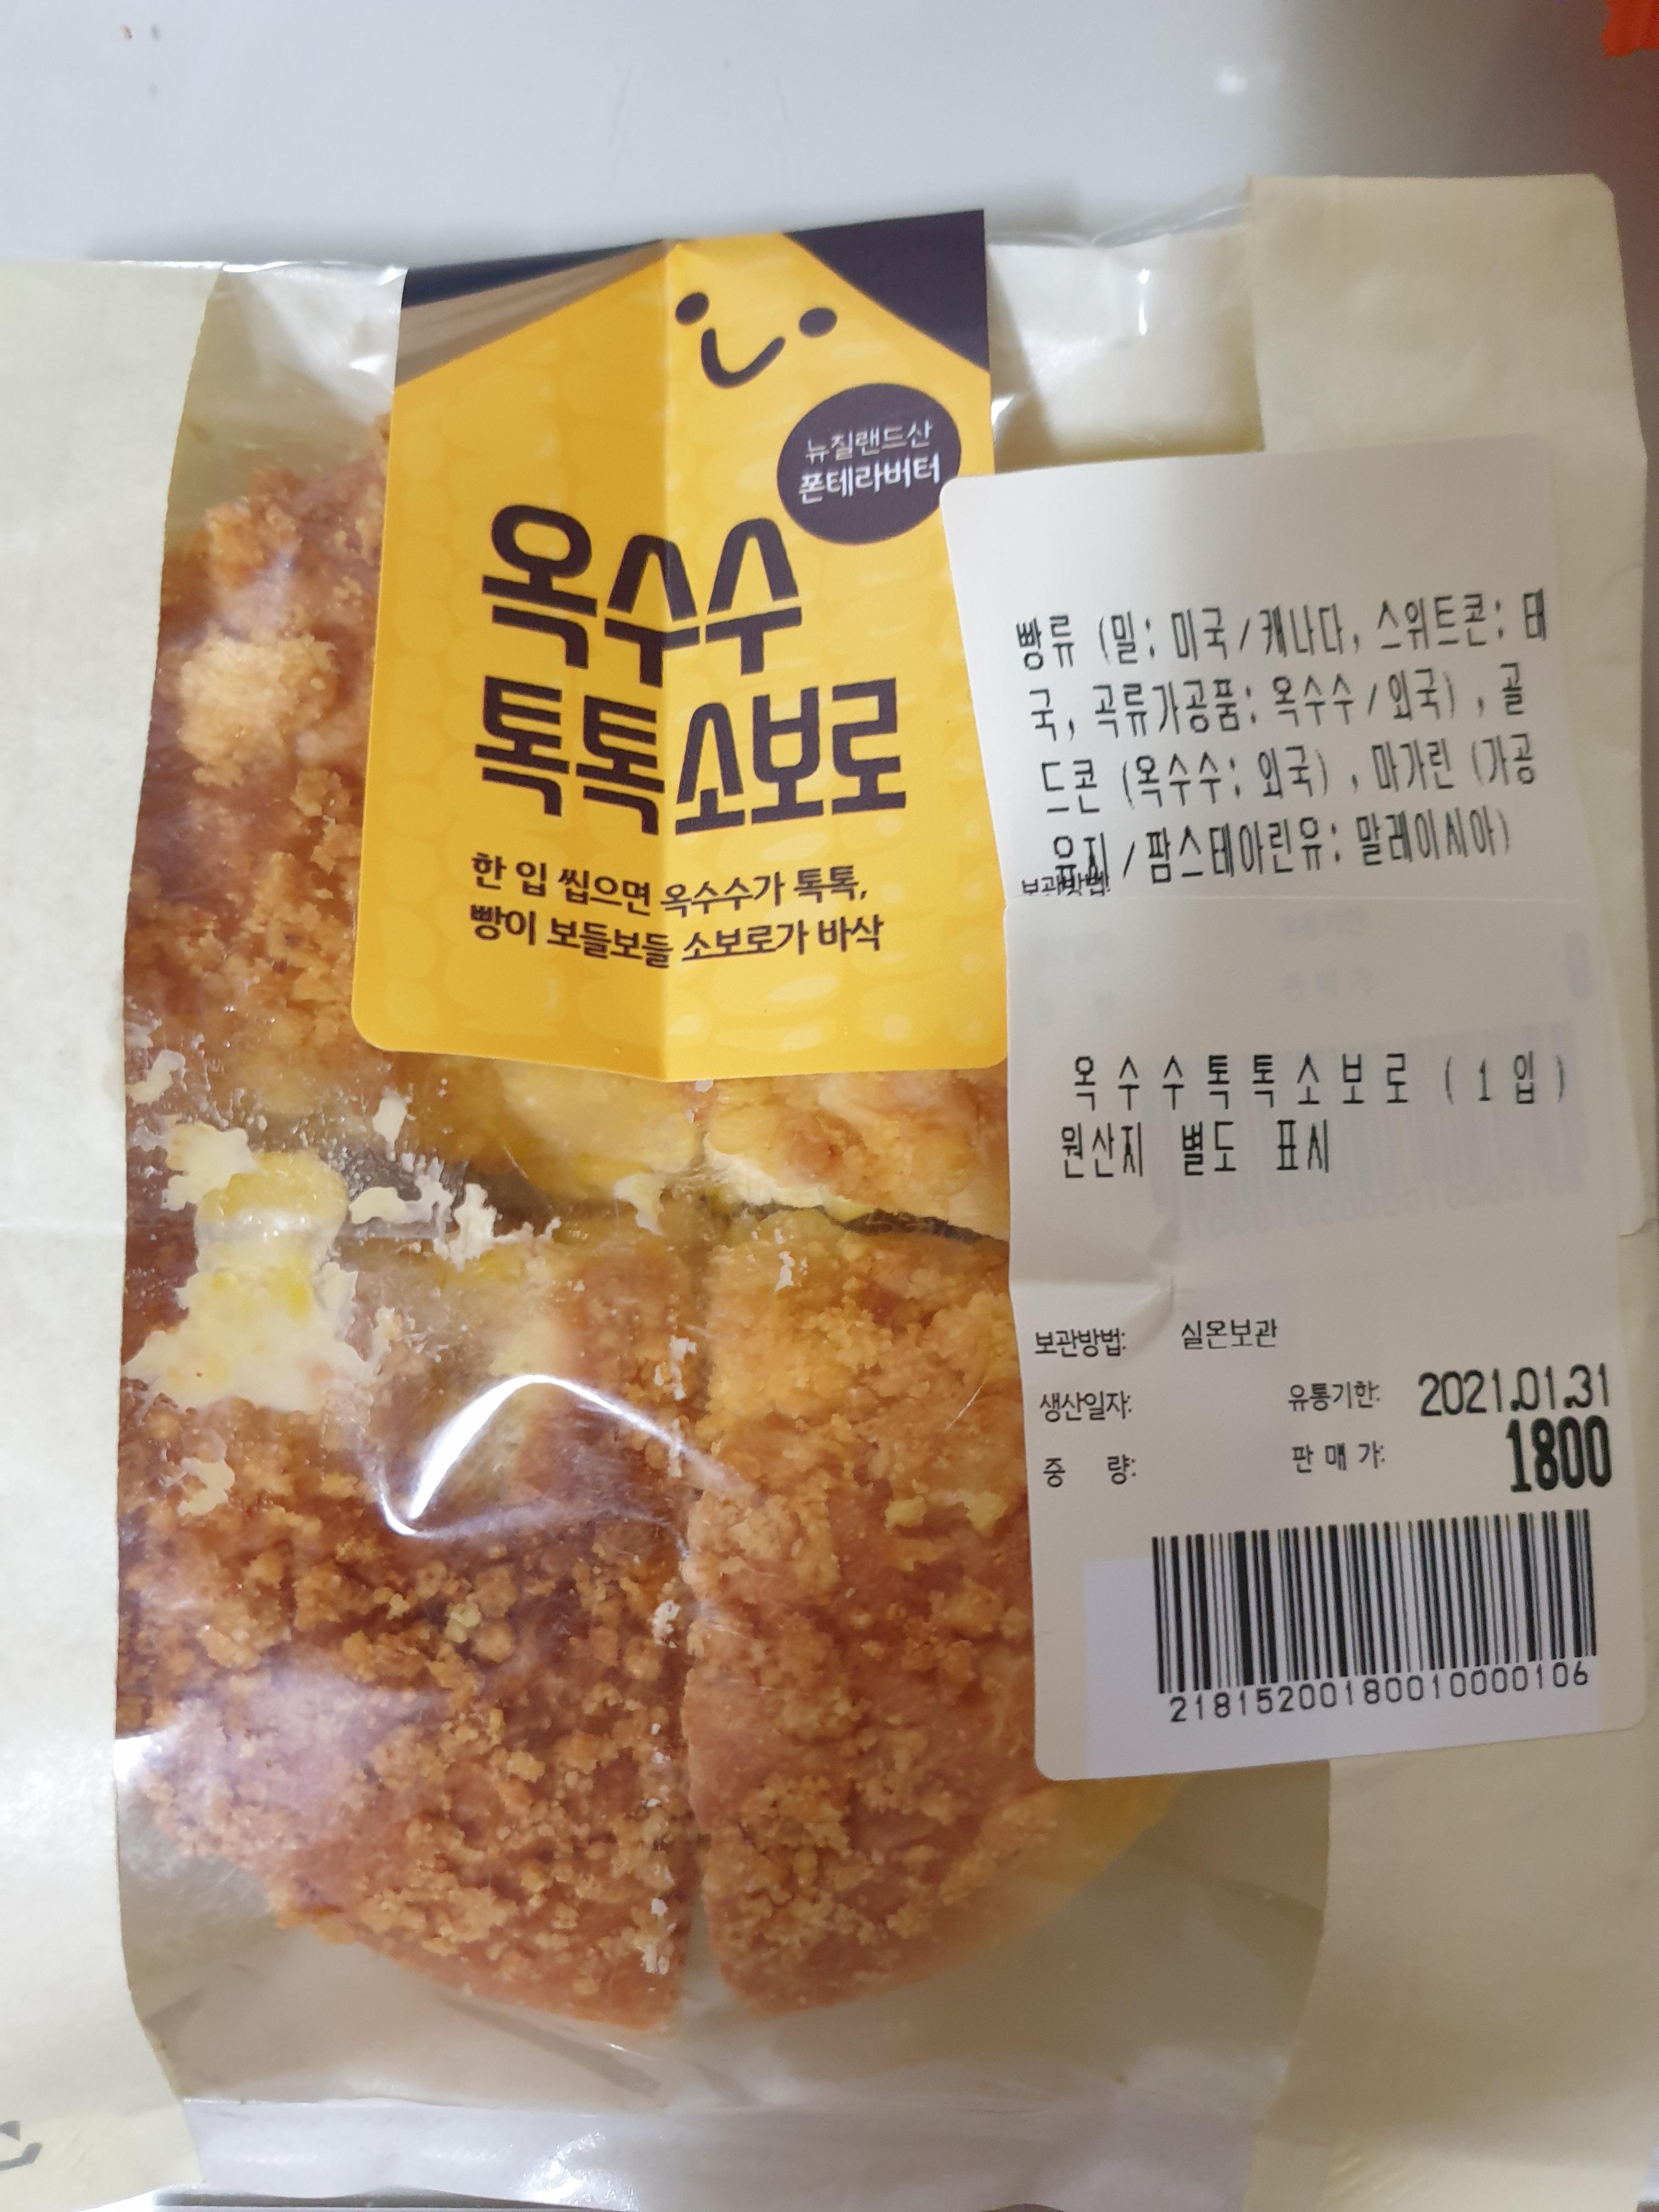 뉴질랜드산
폰테라버터
옥수수
톡톡소보로
한 입 씹으면 옥수수가 톡톡,
빵이 보들보들 소보로가 바삭
빵류 (밀: 미국/캐나다, 스위트콘: 태
국, 곡류가공품: 옥수수/외국), 골
드콘 (옥수수: 외국), 마가린 (가공
유지/팜스테아린유: 말레이시아)
보관방법:
옥수수톡톡소보로(1입)
원산지 별도 표시
보관방법: 실온보관
생산일자: 유통기한: 2021.01.31
중 량: 판 매 가: 1800
21815200180010000106